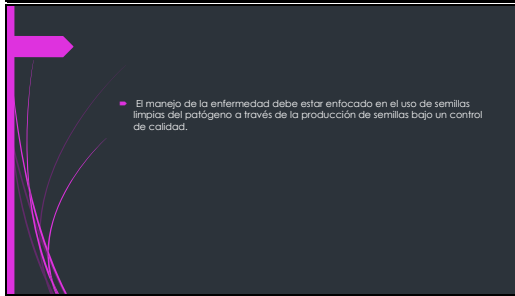 El manejo de la enfermedad debe estar enfocado en el uso de semillas
limpias del patógeno a través de la producción de semillas bajo un control
de calidad.